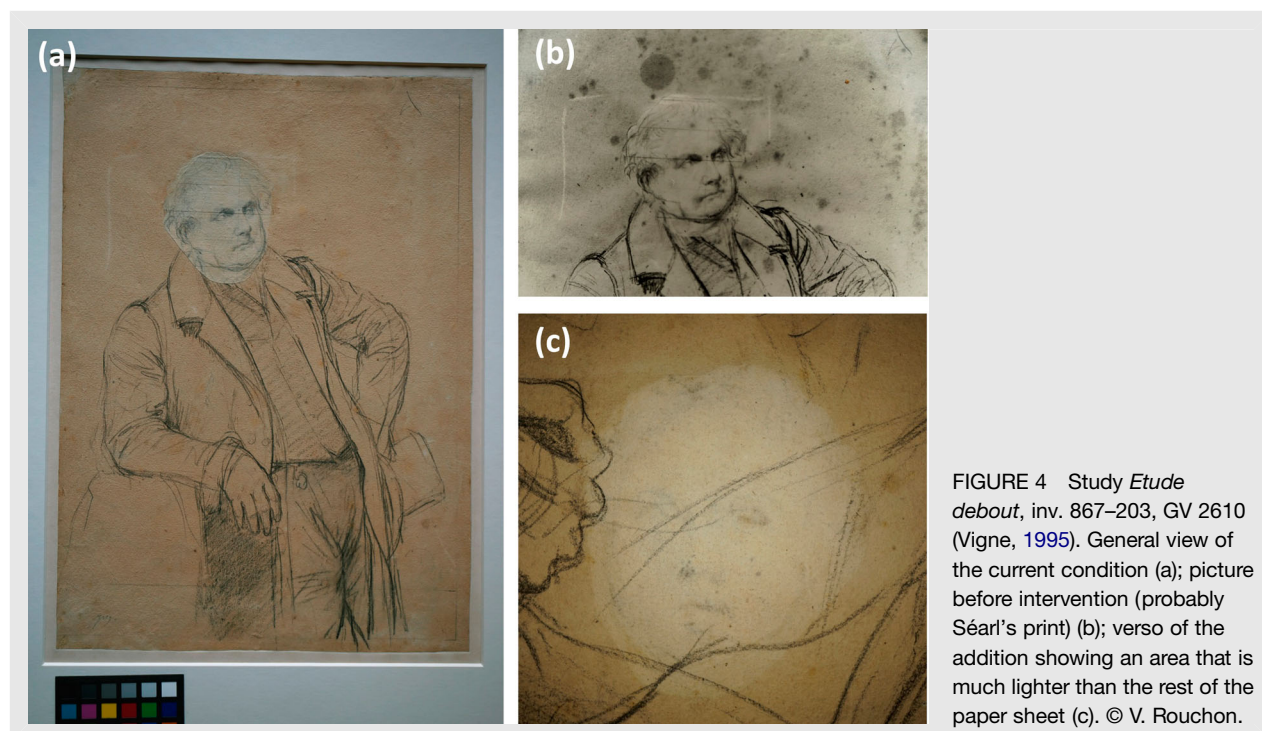 (a)
(b)
(c)
FIGURE 4 Study Etude
debout, inv. 867–203, GV 2610
(Vigne, 1995). General view of
the current condition (a); picture
before intervention (probably
Séarl's print) (b); verso of the
addition showing an area that is
much lighter than the rest of the
paper sheet (c). © V. Rouchon.